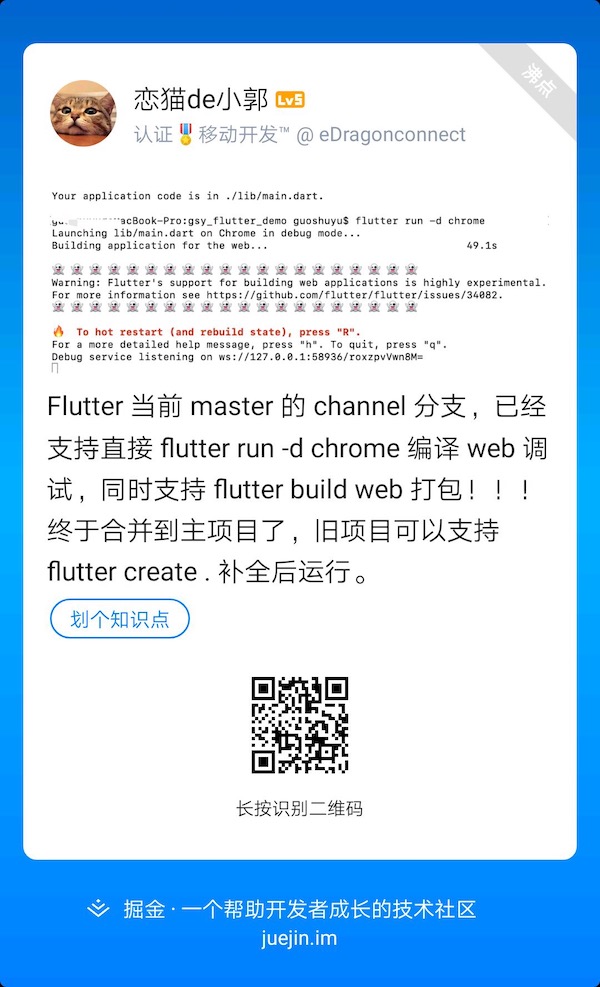 沸点
恋猫de小郭 Lv5
认证🎖移动开发™ @ eDragonconnect
Your application code is in ./lib/main.dart.
acBook-Pro:gsy_flutter_demo guoshuyu$ flutter run -d chrome
Launching lib/main.dart on Chrome in debug mode...
Building application for the web... 49.1s
Warning: Flutter's support for building web applications is highly experimental.
For more information see https://github.com/flutter/flutter/issues/34082.
🔥 To hot restart (and rebuild state), press "R".
For a more detailed help message, press "h". To quit, press "q".
Debug service listening on ws://127.0.0.1:58936/roxzpvVwn8M=
Flutter 当前 master 的 channel 分支，已经
支持直接 flutter run -d chrome 编译 web 调
试，同时支持 flutter build web 打包！！！
终于合并到主项目了，旧项目可以支持
flutter create . 补全后运行。
划个知识点
长按识别二维码
掘金 · 一个帮助开发者成长的技术社区
juejin.im